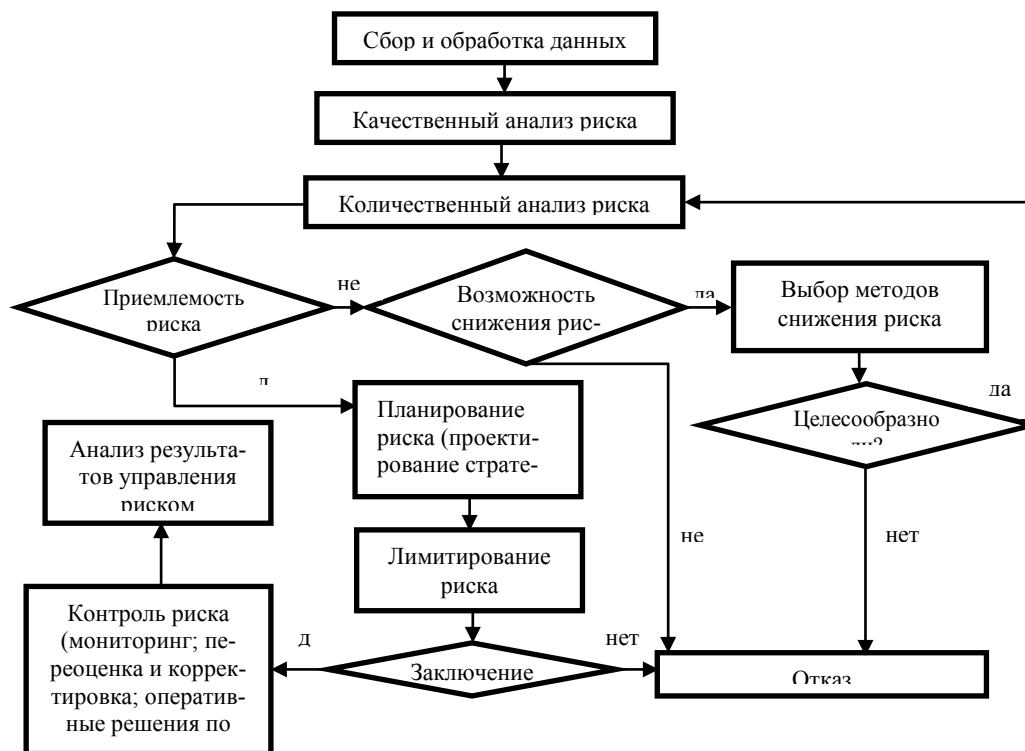 Сбор и обработка данных
Качественный анализ риска
Количественный анализ риска
Приемлемость
риска
не
Возможность
снижения рис-
да
Выбор методов
снижения риска
д
Планирование
риска (проекти-
рование страте-
Целесообразно
ли?
да
Анализ результа-
тов управления
риском
не
нет
Лимитирование
риска
Контроль риска
(мониторинг; пе-
реоценка и коррек-
тировка; оператив-
ные решения по
д
Заключение
нет
Отказ